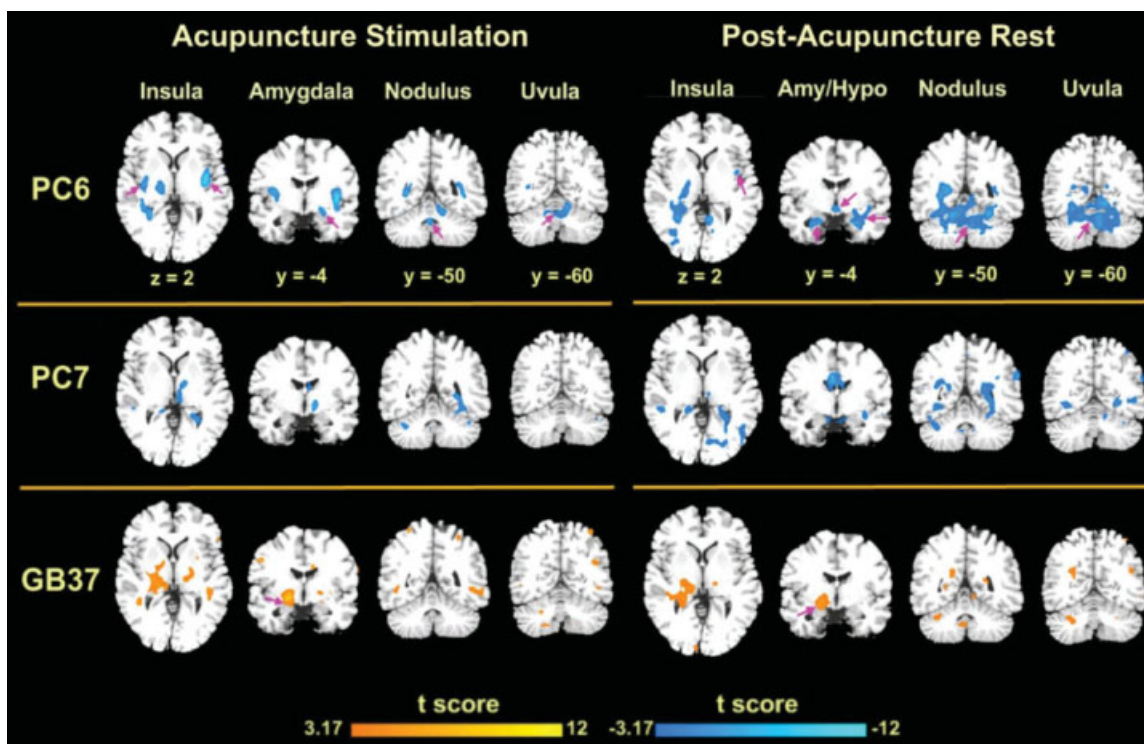 Acupuncture Stimulation Post-Acupuncture Rest
Insula Amygdala Nodulus Uvula Insula Amy/Hypo Nodulus Uvula
PC6
z = 2 y = -4 y = -50 y = -60 z = 2 y = -4 y = -50 y = -60
PC7
GB37
t score t score
3.17 12 -3.17 -12